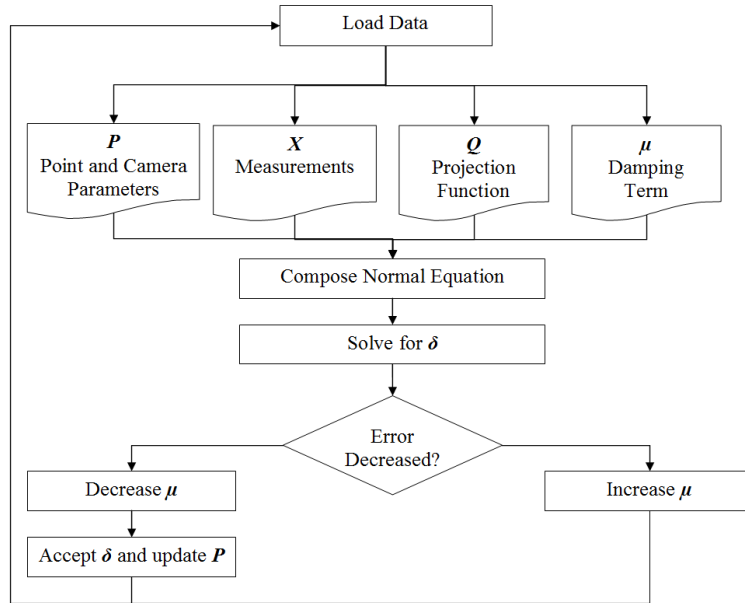 Load Data
P
Point and Camera
Parameters
X
Measurements
Q
Projection
Function
μ
Damping
Term
Compose Normal Equation
Solve for δ
Error
Decreased?
Decrease μ
Increase μ
Accept δ and update P